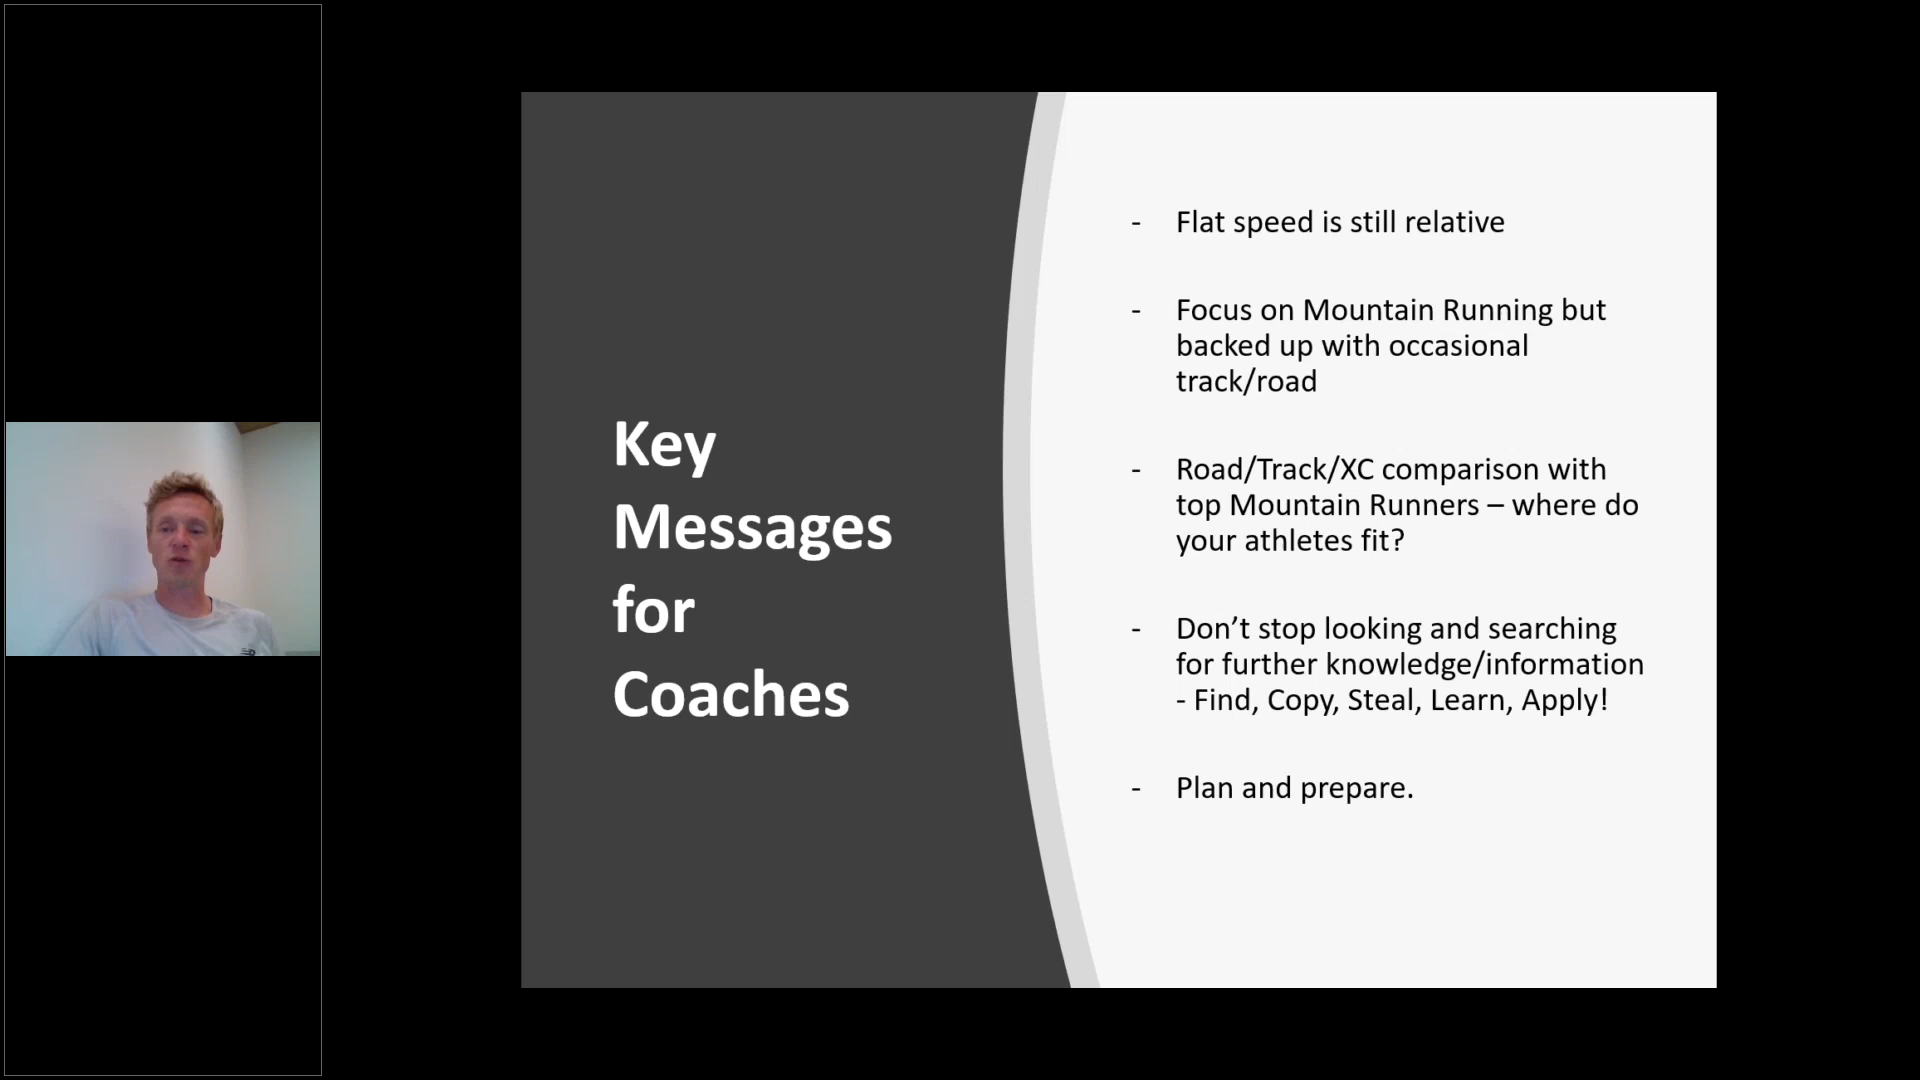 Key
Messages
for
Coaches
- Flat speed is still relative
- Focus on Mountain Running but
backed up with occasional
track/road
- Road/Track/XC comparison with
top Mountain Runners – where do
your athletes fit?
- Don’t stop looking and searching
for further knowledge/information
- Find, Copy, Steal, Learn, Apply!
- Plan and prepare.